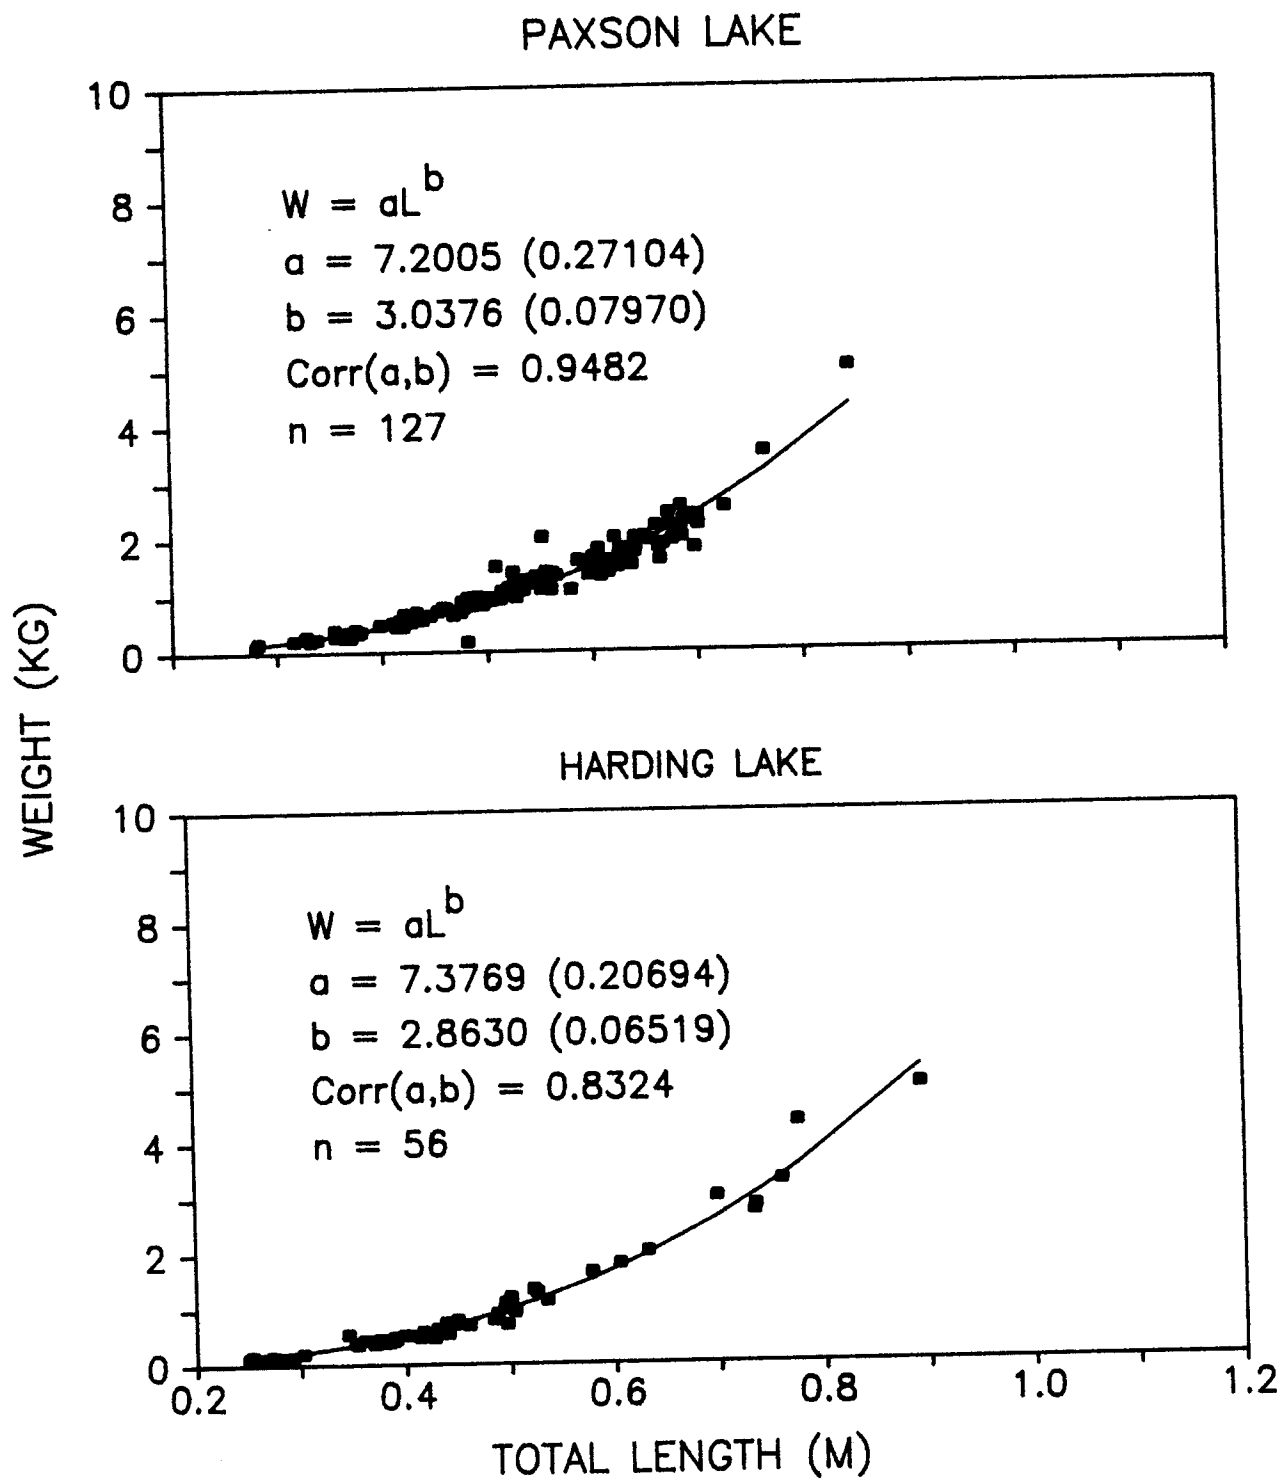 PAXSON LAKE
10
8
6
4
2
0
W = aL^b
a = 7.2005 (0.27104)
b = 3.0376 (0.07970)
Corr(a,b) = 0.9482
n = 127
WEIGHT (KG)
HARDING LAKE
10
8
6
4
2
0
W = aL^b
a = 7.3769 (0.20694)
b = 2.8630 (0.06519)
Corr(a,b) = 0.8324
n = 56
0.2 0.4 0.6 0.8 1.0 1.2
TOTAL LENGTH (M)